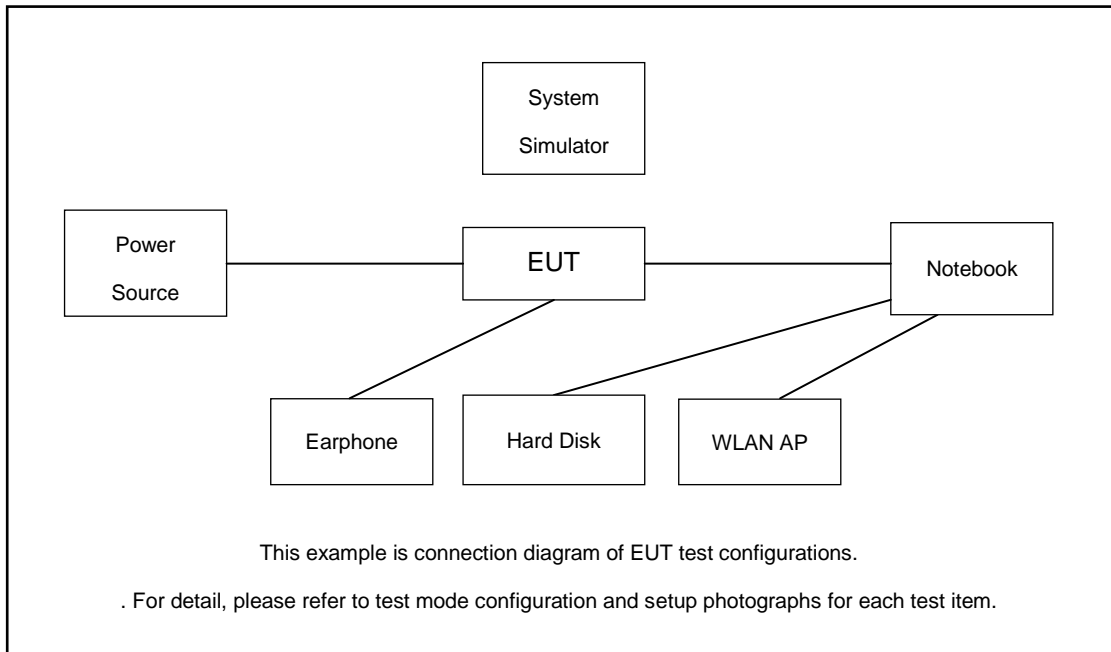 System
Simulator
Power
Source
EUT
Notebook
Earphone
Hard Disk
WLAN AP
This example is connection diagram of EUT test configurations.
. For detail, please refer to test mode configuration and setup photographs for each test item.